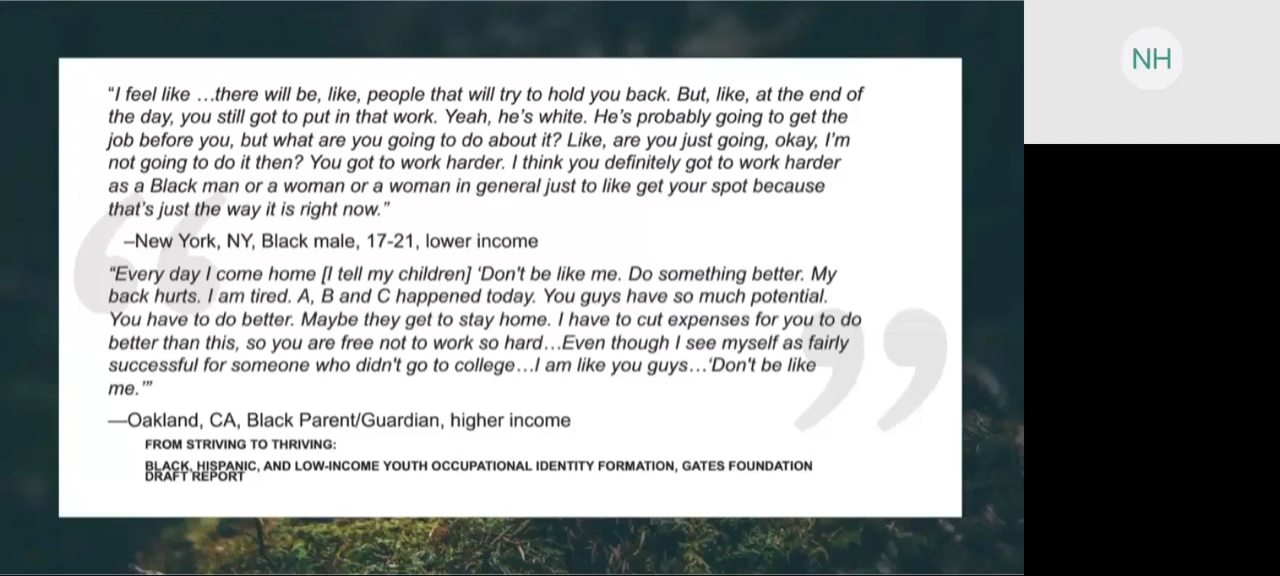 “I feel like …there will be, like, people that will try to hold you back. But, like, at the end of
the day, you still got to put in that work. Yeah, he’s white. He’s probably going to get the
job before you, but what are you going to do about it? Like, are you just going, okay, I’m
not going to do it then? You got to work harder. I think you definitely got to work harder
as a Black man or a woman or a woman in general just to like get your spot because
that’s just the way it is right now.”
–New York, NY, Black male, 17-21, lower income
“Every day I come home [I tell my children] ‘Don't be like me. Do something better. My
back hurts. I am tired. A, B and C happened today. You guys have so much potential.
You have to do better. Maybe they get to stay home. I have to cut expenses for you to do
better than this, so you are free not to work so hard…Even though I see myself as fairly
successful for someone who didn't go to college…I am like you guys…‘Don't be like
me.’”
—Oakland, CA, Black Parent/Guardian, higher income
FROM STRIVING TO THRIVING:
BLACK, HISPANIC, AND LOW-INCOME YOUTH OCCUPATIONAL IDENTITY FORMATION, GATES FOUNDATION
DRAFT REPORT
NH